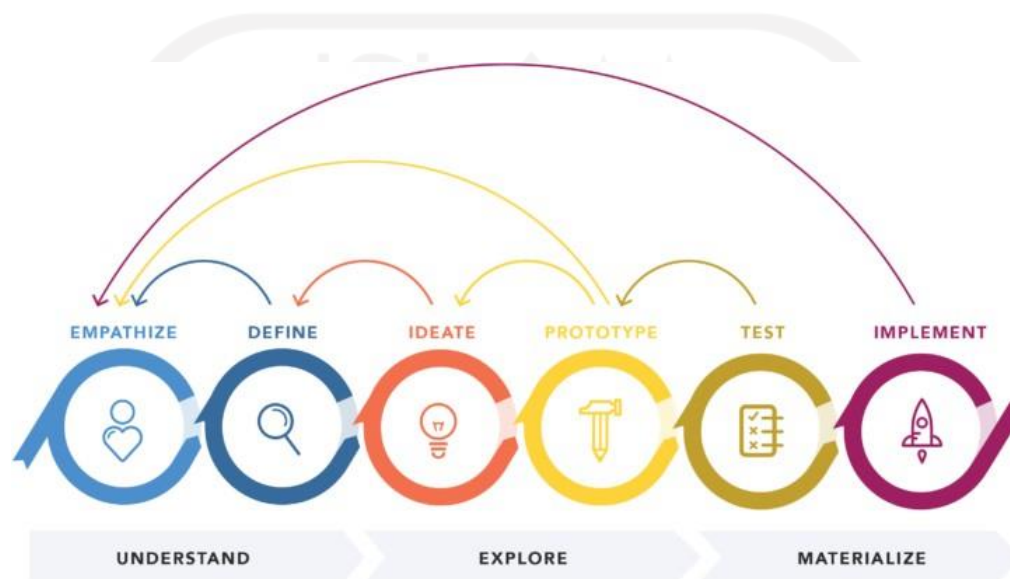 EMPATHIZE DEFINE IDEATE PROTOTYPE TEST IMPLEMENT
UNDERSTAND EXPLORE MATERIALIZE